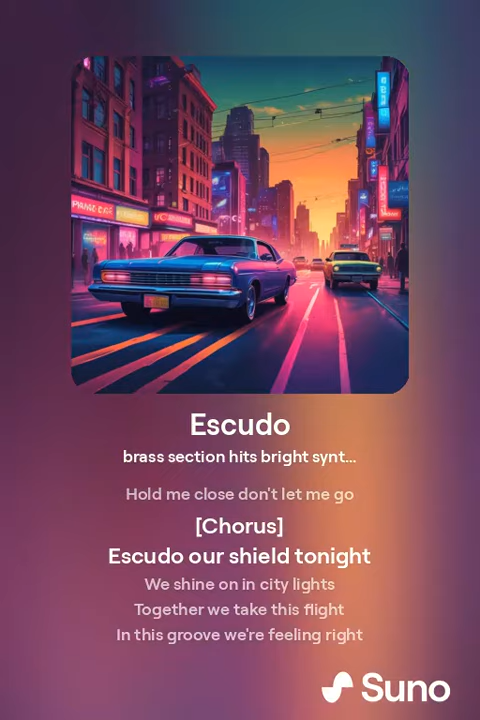 Escudo
brass section hits bright synt...
Hold me close don't let me go
[Chorus]
Escudo our shield tonight
We shine on in city lights
Together we take this flight
In this groove we're feeling right
Suno